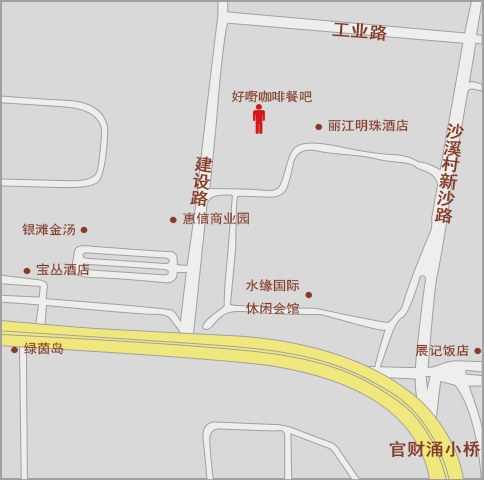 工业路
好嘢咖啡餐吧
丽江明珠酒店
沙溪村新沙路
建设路
惠信商业园
银滩金汤
宝丛酒店
水缘国际
休闲会馆
绿茵岛
展记饭店
官财涌小桥